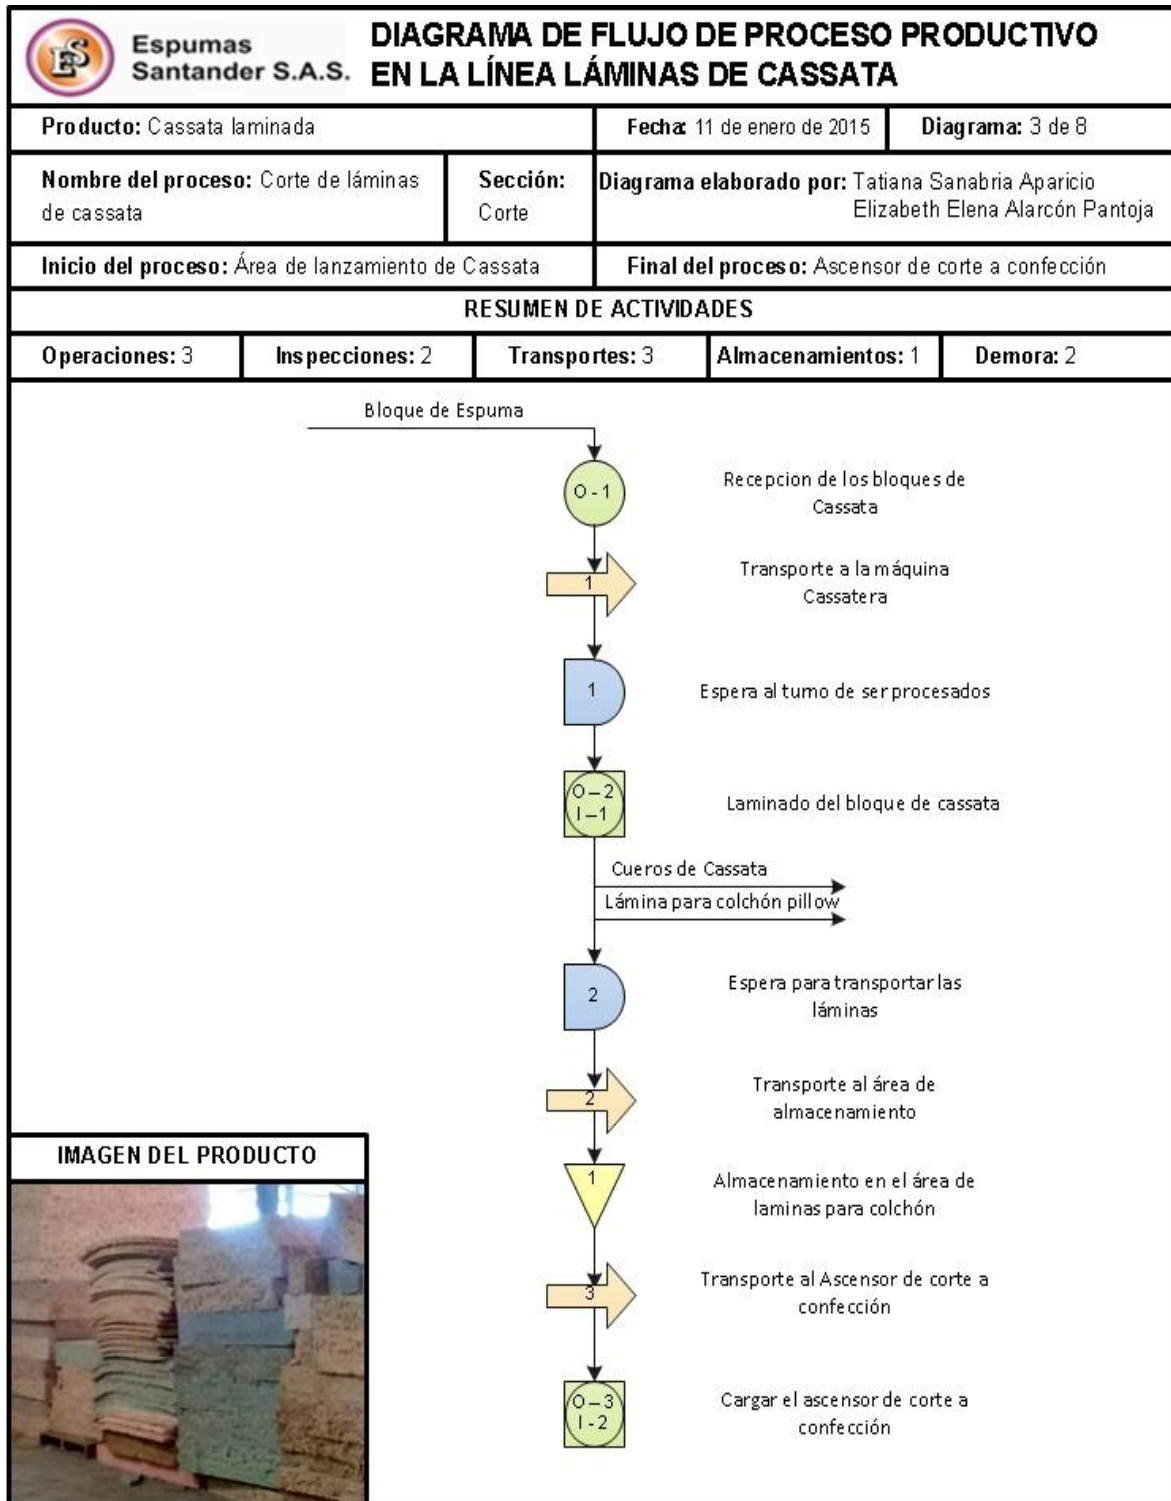 ES
Espumas
Santander S.A.S.
DIAGRAMA DE FLUJO DE PROCESO PRODUCTIVO
EN LA LÍNEA LÁMINAS DE CASSATA
Producto: Cassata laminada
Fecha: 11 de enero de 2015
Diagrama: 3 de 8
Nombre del proceso: Corte de láminas
de cassata
Sección:
Corte
Diagrama elaborado por: Tatiana Sanabria Aparicio
Elizabeth Elena Alarcón Pantoja
Inicio del proceso: Área de lanzamiento de Cassata
Final del proceso: Ascensor de corte a confección
RESUMEN DE ACTIVIDADES
Operaciones: 3
Inspecciones: 2
Transportes: 3
Almacenamientos: 1
Demora: 2
Bloque de Espuma
O - 1
Recepcion de los bloques de
Cassata
1
Transporte a la máquina
Cassatera
1
Espera al turno de ser procesados
O – 2
I – 1
Laminado del bloque de cassata
Cueros de Cassata
Lámina para colchón pillow
2
Espera para transportar las
láminas
2
Transporte al área de
almacenamiento
1
Almacenamiento en el área de
laminas para colchón
3
Transporte al Ascensor de corte a
confección
O – 3
I - 2
Cargar el ascensor de corte a
confección
IMAGEN DEL PRODUCTO